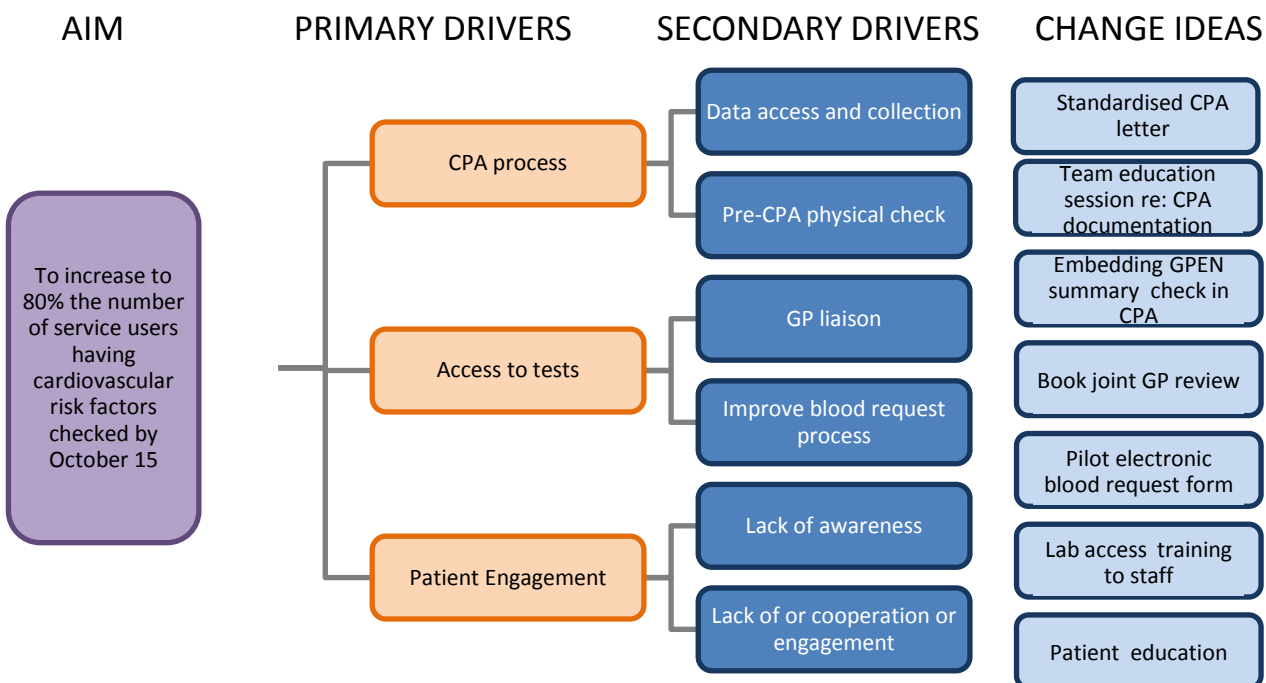 AIM
PRIMARY DRIVERS
SECONDARY DRIVERS
CHANGE IDEAS
To increase to
80% the number
of service users
having
cardiovascular
risk factors
checked by
October 15
CPA process
Access to tests
Patient Engagement
Data access and collection
Pre-CPA physical check
GP liaison
Improve blood request
process
Lack of awareness
Lack of or cooperation or
engagement
Standardised CPA
letter
Team education
session re: CPA
documentation
Embedding GPEN
summary check in
CPA
Book joint GP review
Pilot electronic
blood request form
Lab access training
to staff
Patient education